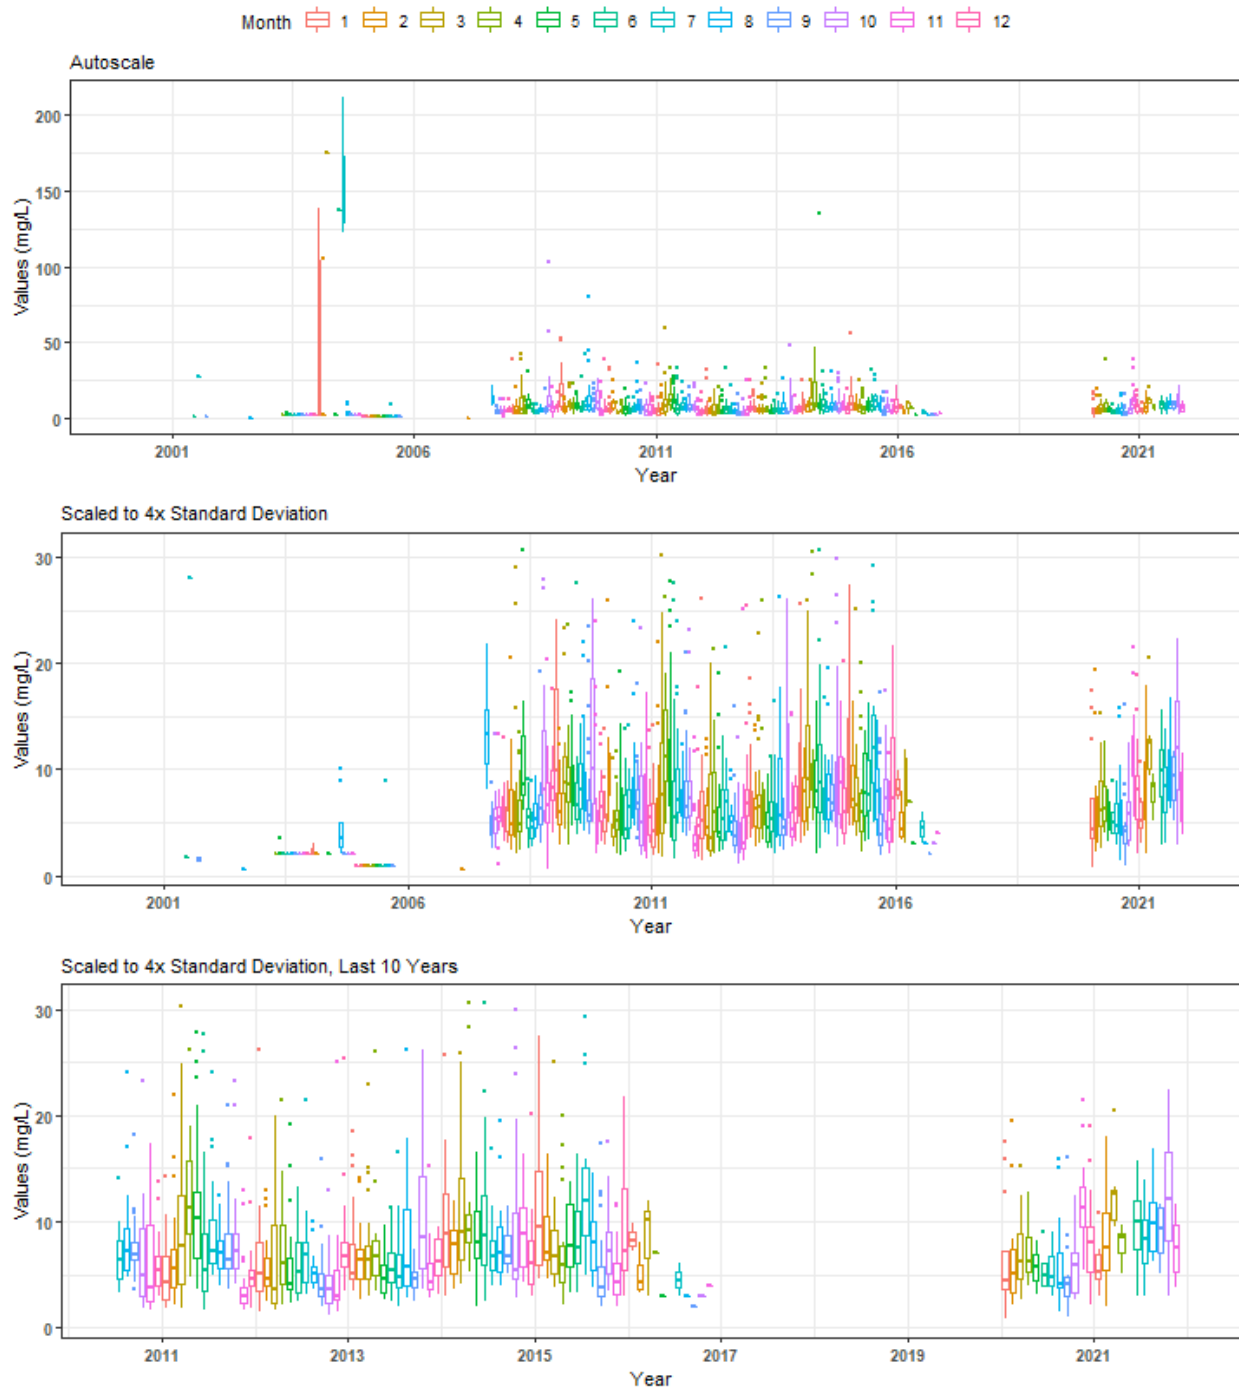 Month 1 2 3 4 5 6 7 8 9 10 11 12
Autoscale
Values (mg/L)
200
150
100
50
0
2001 2006 2011 2016 2021
Year
Scaled to 4x Standard Deviation
Values (mg/L)
30
20
10
0
2001 2006 2011 2016 2021
Year
Scaled to 4x Standard Deviation, Last 10 Years
Values (mg/L)
30
20
10
0
2011 2013 2015 2017 2019 2021
Year